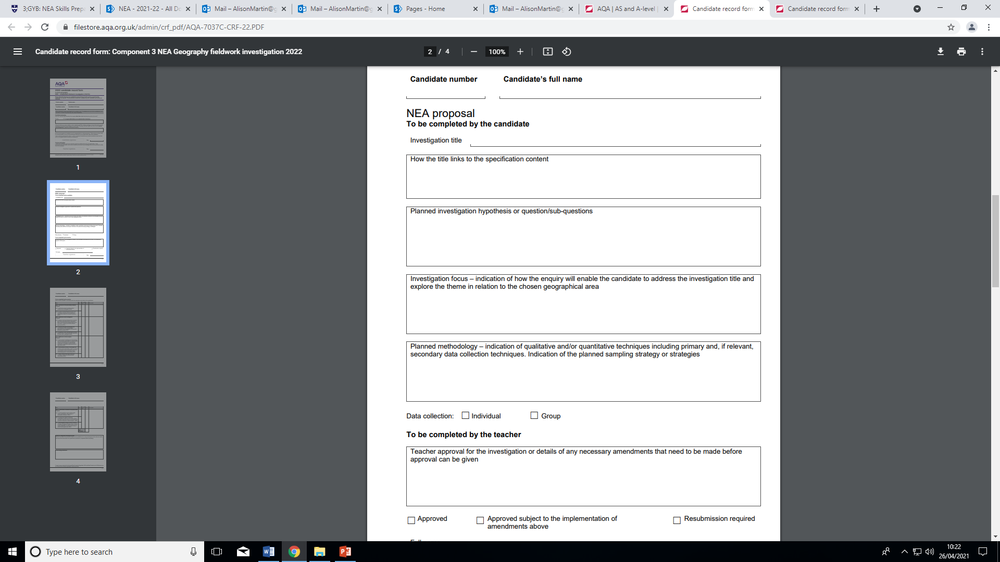 3;GYB: NEA Skills Prep
NEA - 2021-22 - All Do
Mail – AlisonMartin@g
Mail – AlisonMartin@g
Pages - Home
Mail – AlisonMartin@g
AQA | AS and A-level |
Candidate record form
Candidate record form
filestore.aqa.org.uk/admin/crf_pdf/AQA-7037C-CRF-22.PDF
Candidate record form: Component 3 NEA Geography fieldwork investigation 2022
2 / 4
100%
AQA
1
2
3
4
Candidate number
Candidate's full name
NEA proposal
To be completed by the candidate
Investigation title
How the title links to the specification content
Planned investigation hypothesis or question/sub-questions
Investigation focus – indication of how the enquiry will enable the candidate to address the investigation title and
explore the theme in relation to the chosen geographical area
Planned methodology – indication of qualitative and/or quantitative techniques including primary and, if relevant,
secondary data collection techniques. Indication of the planned sampling strategy or strategies
Data collection: Individual Group
To be completed by the teacher
Teacher approval for the investigation or details of any necessary amendments that need to be made before
approval can be given
Approved
Approved subject to the implementation of
amendments above
Resubmission required
Type here to search
10:22
26/04/2021